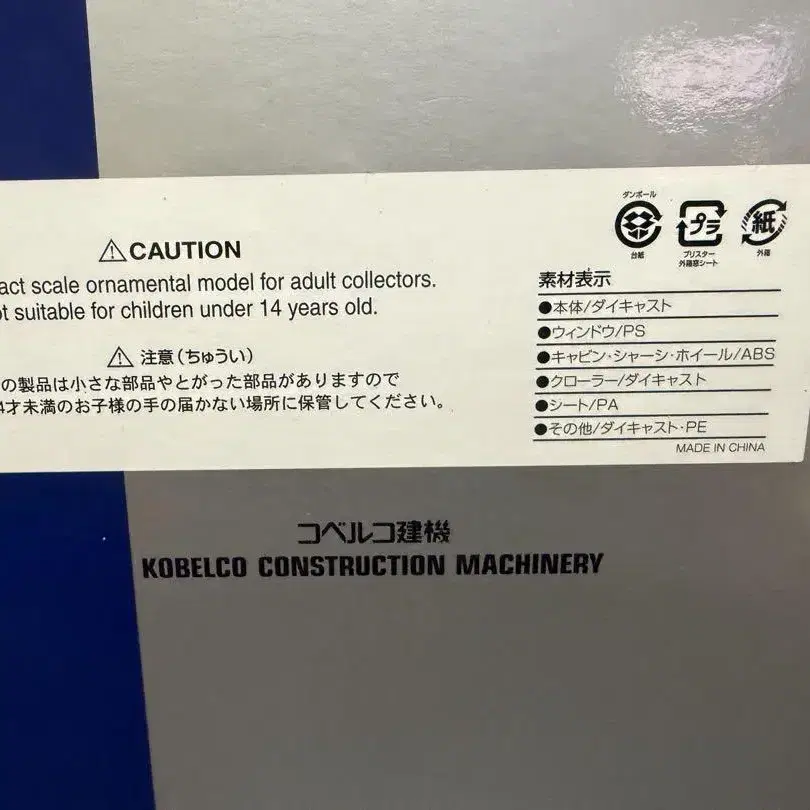 CAUTION
act scale ornamental model for adult collectors.
t suitable for children under 14 years old.
注意(ちゅうい)
の製品は小さな部品やとがった部品がありますので
4才未満のお子様の手の届かない場所に保管してください。
ダンボール
台紙
プラ
ブリスター
外箱窓シート
紙
外箱
素材表示
●本体/ダイキャスト
●ウィンドウ/PS
●キャビン・シャーシ・ホイール/ABS
●クローラー/ダイキャスト
●シート/PA
●その他/ダイキャスト・PE
MADE IN CHINA
コベルコ建機
KOBELCO CONSTRUCTION MACHINERY